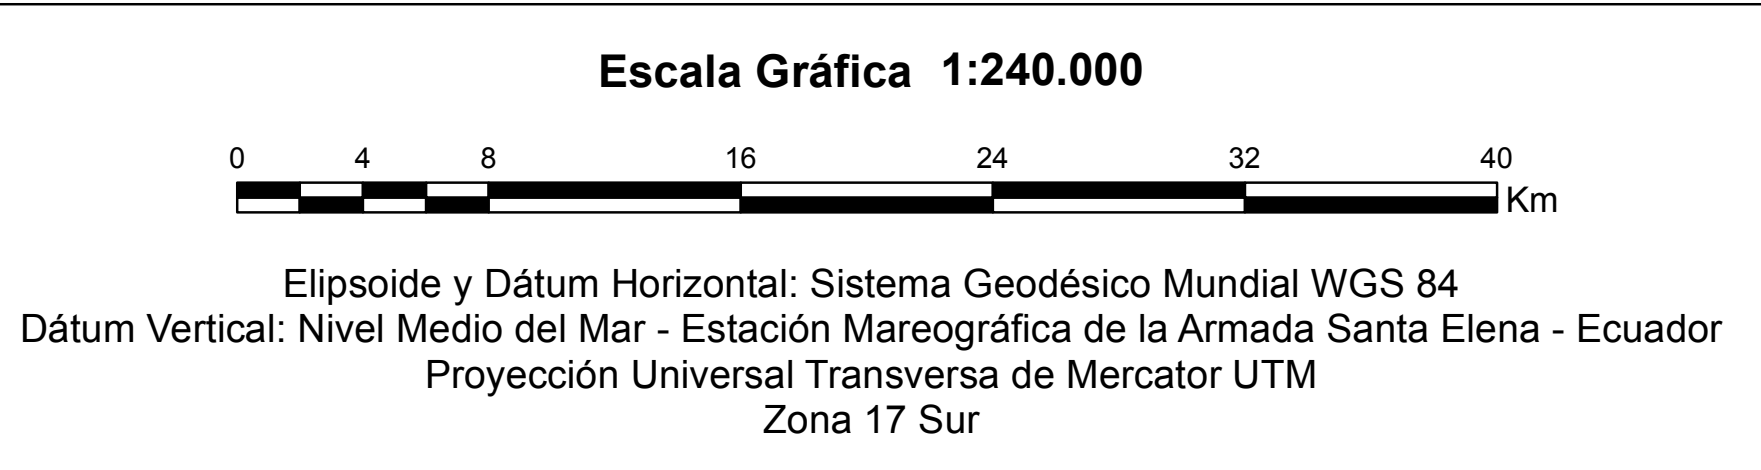 Escala Gráfica 1:240.000
0 4 8 16 24 32 40
Km
Elipsoide y Dátum Horizontal: Sistema Geodésico Mundial WGS 84
Dátum Vertical: Nivel Medio del Mar - Estación Mareográfica de la Armada Santa Elena - Ecuador
Proyección Universal Transversa de Mercator UTM
Zona 17 Sur